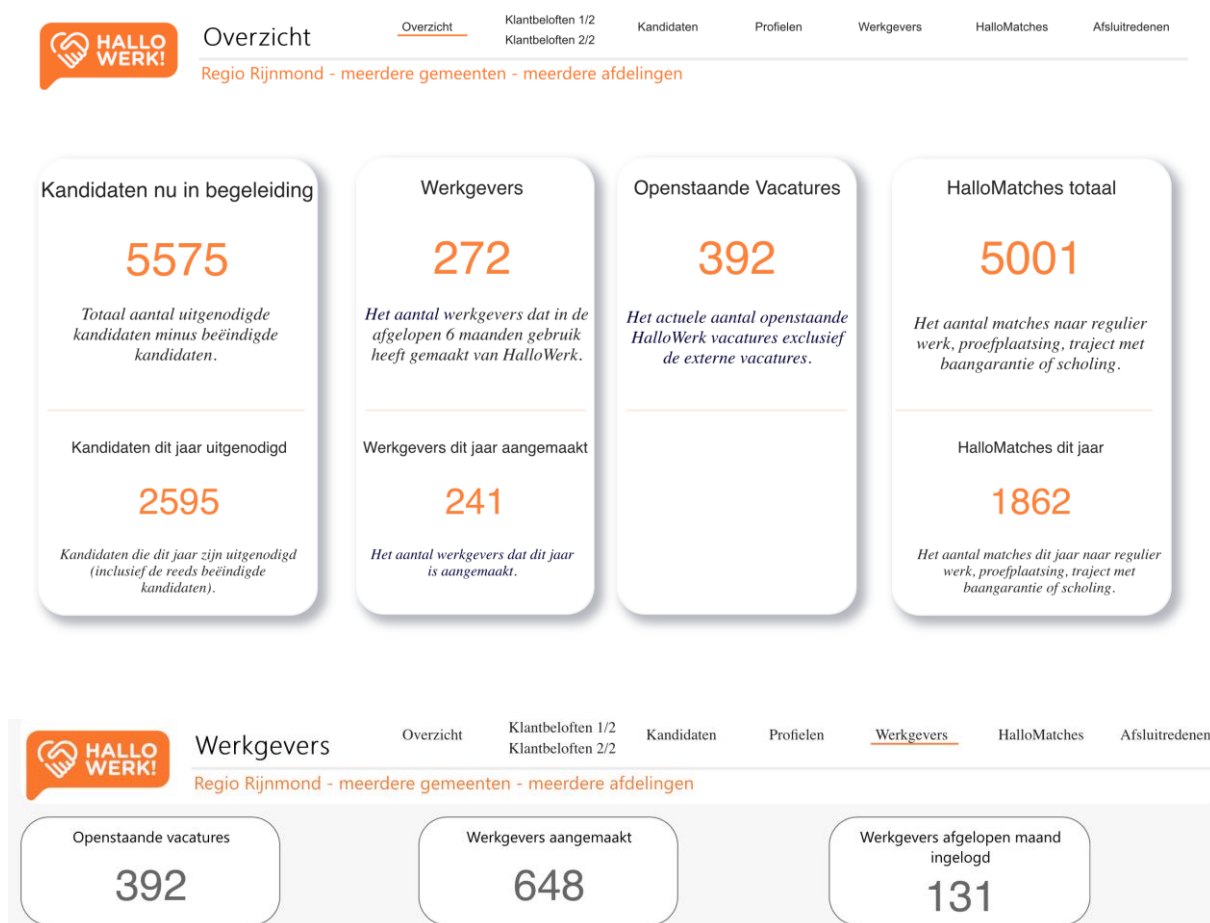 HALLO
WERK!
Overzicht
Overzicht
Klantbeloften 1/2
Klantbeloften 2/2
Kandidaten
Profielen
Werkgevers
HalloMatches
Afsluitredenen
Regio Rijnmond - meerdere gemeenten - meerdere afdelingen
Kandidaten nu in begeleiding
5575
Totaal aantal uitgenodigde
kandidaten minus beëindigde
kandidaten.
Kandidaten dit jaar uitgenodigd
2595
Kandidaten die dit jaar zijn uitgenodigd
(inclusief de reeds beëindigde
kandidaten).
Werkgevers
272
Het aantal werkgevers dat in de
afgelopen 6 maanden gebruik
heeft gemaakt van HalloWerk.
Werkgevers dit jaar aangemaakt
241
Het aantal werkgevers dat dit jaar
is aangemaakt.
Openstaande Vacatures
392
Het actuele aantal openstaande
HalloWerk vacatures exclusief
de externe vacatures.
HalloMatches totaal
5001
Het aantal matches naar regulier
werk, proefplaatsing, traject met
baangarantie of scholing.
HalloMatches dit jaar
1862
Het aantal matches dit jaar naar regulier
werk, proefplaatsing, traject met
baangarantie of scholing.
HALLO
WERK!
Werkgevers
Overzicht
Klantbeloften 1/2
Klantbeloften 2/2
Kandidaten
Profielen
Werkgevers
HalloMatches
Afsluitredenen
Regio Rijnmond - meerdere gemeenten - meerdere afdelingen
Openstaande vacatures
392
Werkgevers aangemaakt
648
Werkgevers afgelopen maand
ingelogd
131